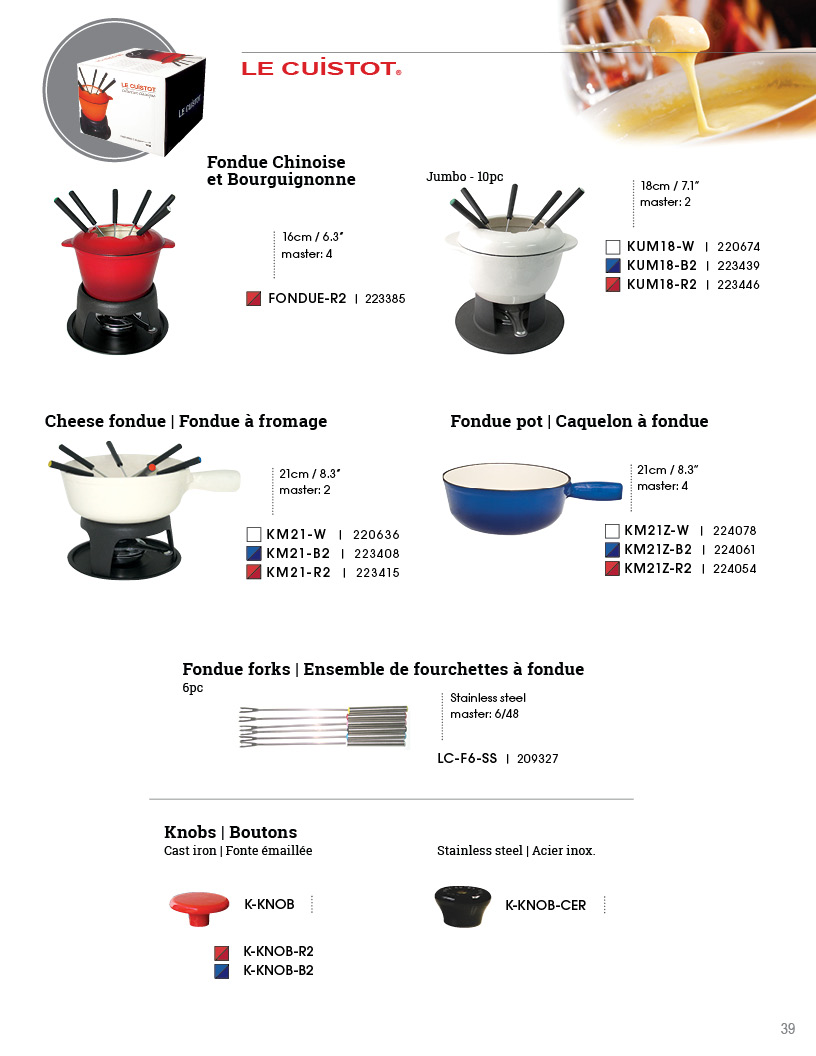 LE CUISTOT®
LE CUISTOT
LE CUISTOT
Fondue Chinoise
et Bourguignonne
16cm / 6.3″
master: 4
FONDUE-R2 | 223385
Jumbo - 10pc
18cm / 7.1″
master: 2
KUM18-W | 220674
KUM18-B2 | 223439
KUM18-R2 | 223446
Cheese fondue | Fondue à fromage
21cm / 8.3″
master: 2
KM21-W | 220636
KM21-B2 | 223408
KM21-R2 | 223415
Fondue pot | Caquelon à fondue
21cm / 8.3″
master: 4
KM21Z-W | 224078
KM21Z-B2 | 224061
KM21Z-R2 | 224054
Fondue forks | Ensemble de fourchettes à fondue
6pc
Stainless steel
master: 6/48
LC-F6-SS | 209327
Knobs | Boutons
Cast iron | Fonte émaillée
K-KNOB
K-KNOB-R2
K-KNOB-B2
Stainless steel | Acier inox.
K-KNOB-CER
39